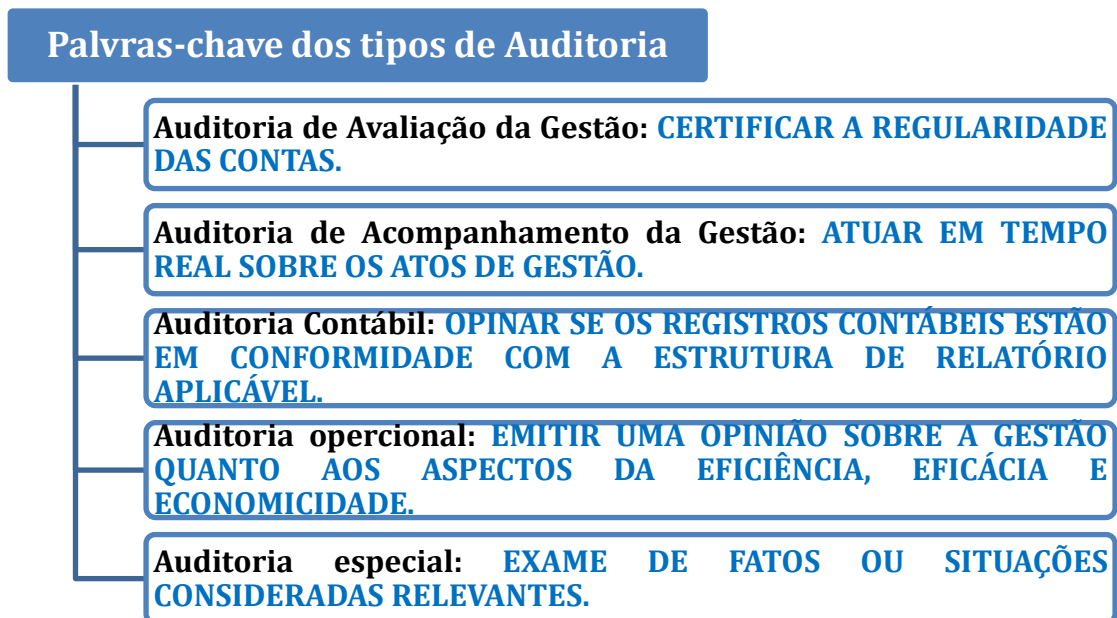 Palvras-chave dos tipos de Auditoria
Auditoria de Avaliação da Gestão: CERTIFICAR A REGULARIDADE
DAS CONTAS.
Auditoria de Acompanhamento da Gestão: ATUAR EM TEMPO
REAL SOBRE OS ATOS DE GESTÃO.
Auditoria Contábil: OPINAR SE OS REGISTROS CONTÁBEIS ESTÃO
EM CONFORMIDADE COM A ESTRUTURA DE RELATÓRIO
APLICÁVEL.
Auditoria opercional: EMITIR UMA OPINIÃO SOBRE A GESTÃO
QUANTO AOS ASPECTOS DA EFICIÊNCIA, EFICÁCIA E
ECONOMICIDADE.
Auditoria especial: EXAME DE FATOS OU SITUAÇÕES
CONSIDERADAS RELEVANTES.